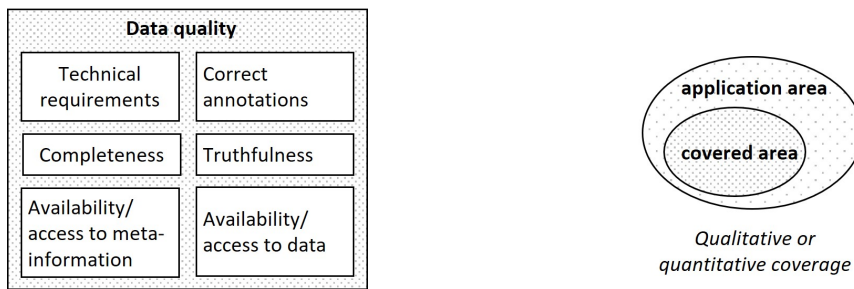 Data quality
Technical
requirements
Correct
annotations
Completeness
Truthfulness
Availability/
access to meta-
information
Availability/
access to data
application area
covered area
Qualitative or
quantitative coverage